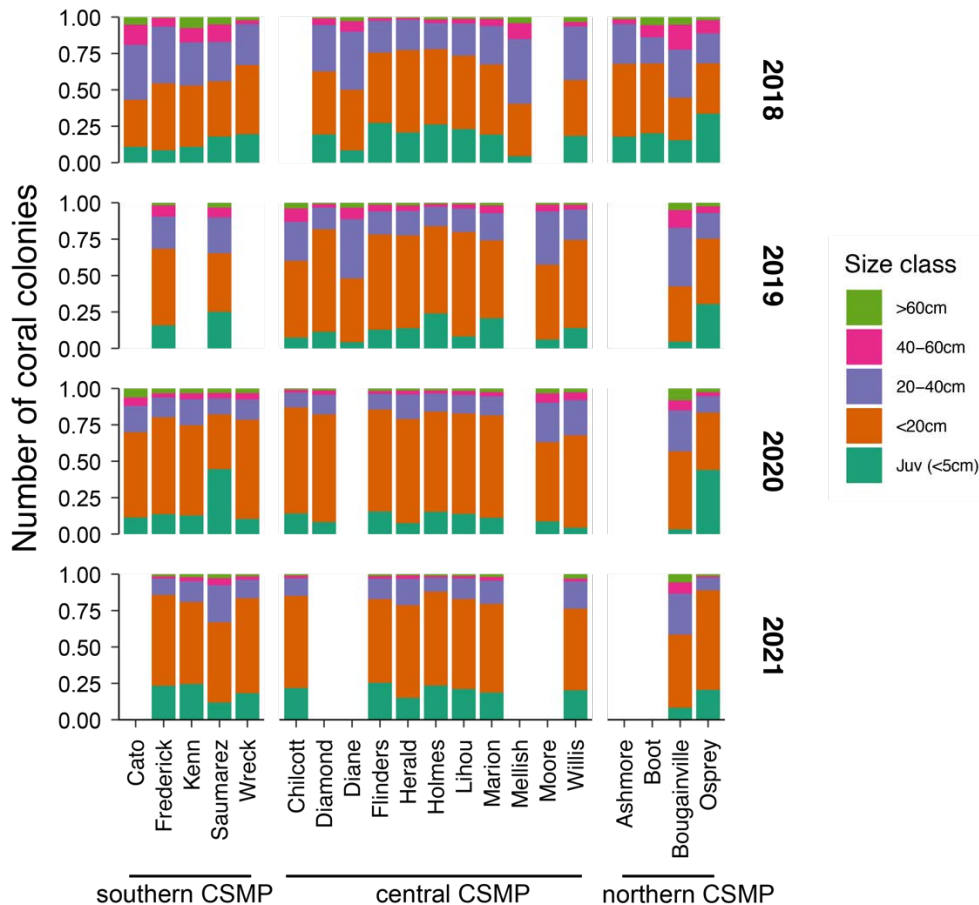 Number of coral colonies
1.00
0.75
0.50
0.25
0.00
2018
1.00
0.75
0.50
0.25
0.00
2019
1.00
0.75
0.50
0.25
0.00
2020
1.00
0.75
0.50
0.25
0.00
2021
Cato
Frederick
Kenn
Saumarez
Wreck
Chilcott
Diamond
Diane
Flinders
Herald
Holmes
Lihou
Marion
Mellish
Moore
Willis
Ashmore
Boot
Bougainville
Osprey
southern CSMP
central CSMP
northern CSMP
Size class
>60cm
40−60cm
20−40cm
<20cm
Juv (<5cm)